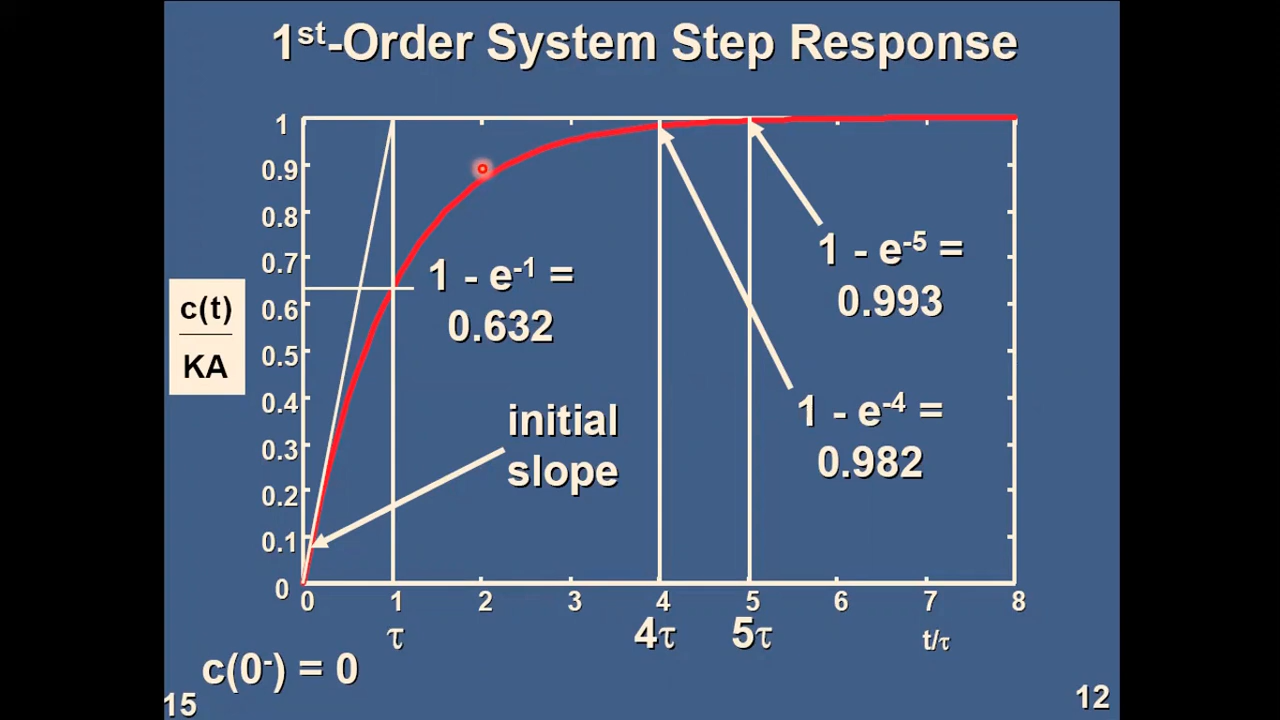 1st-Order System Step Response
1
0.9
0.8
0.7
0.6
0.5
0.4
0.3
0.2
0.1
0
c(t)
KA
1 - e-1 =
0.632
initial
slope
1 - e-5 =
0.993
1 - e-4 =
0.982
0 1 2 3 4 5 6 7 8
τ 4τ 5τ t/τ
c(0-) = 0
15
12